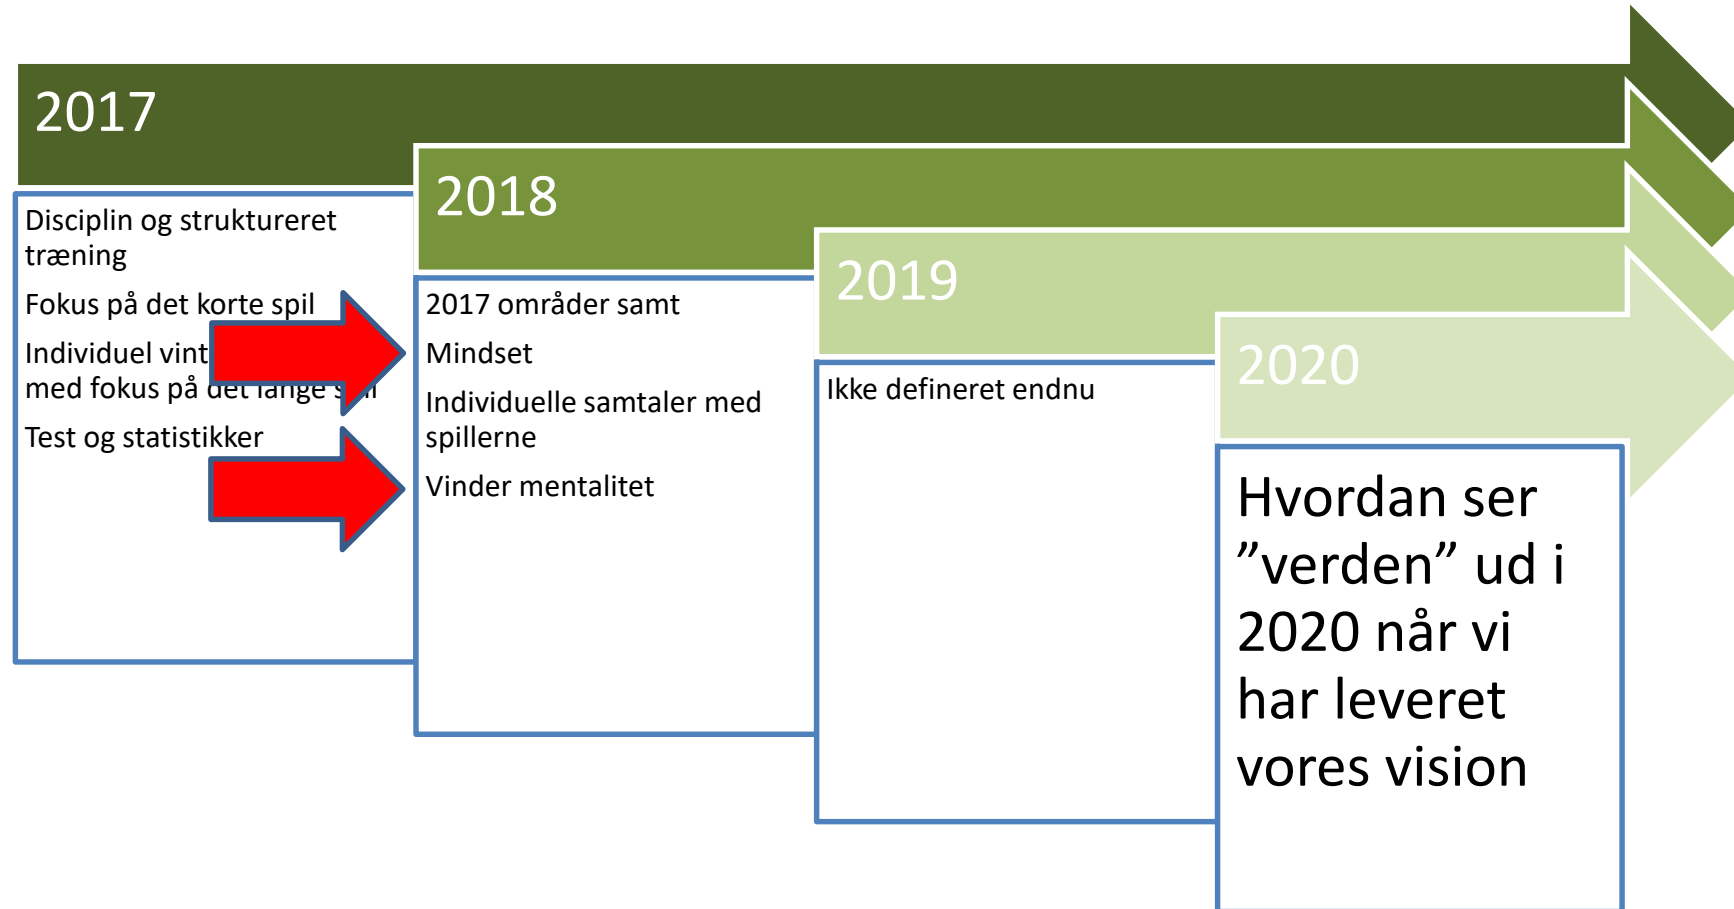 2017
Disciplin og struktureret
træning
Fokus på det korte spil
Individuel
med fokus på det lange
Test og statistikker
2018
2017 områder samt
Mindset
Individuelle samtaler med
spillerne
Vinder mentalitet
2019
Ikke defineret endnu
2020
Hvordan ser
”verden” ud i
2020 når vi
har leveret
vores vision